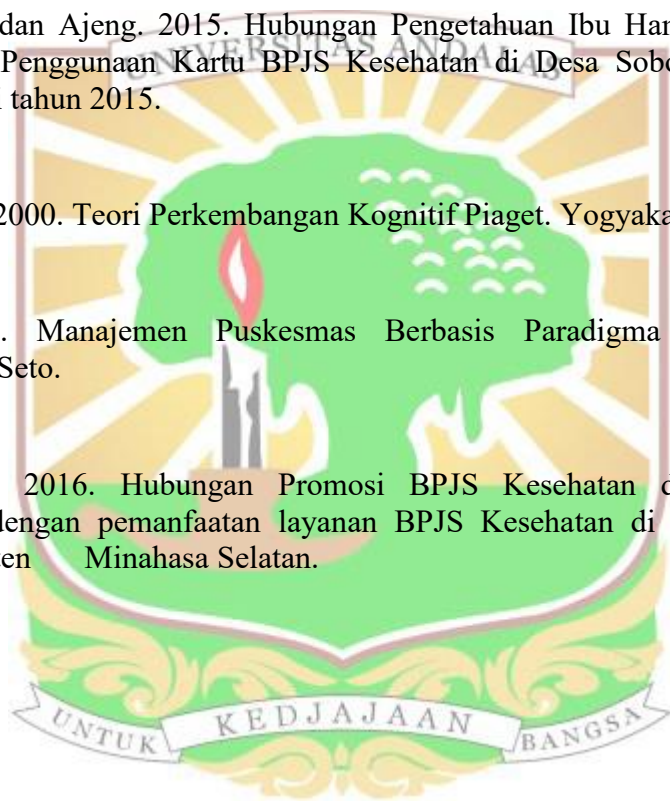 dan Ajeng. 2015. Hubungan Pengetahuan Ibu Har
UNIVERSITAS ANDALAS
Penggunaan Kartu BPJS Kesehatan di Desa Sobo
tahun 2015.
2000. Teori Perkembangan Kognitif Piaget. Yogyaka
. Manajemen Puskesmas Berbasis Paradigma
Seto.
2016. Hubungan Promosi BPJS Kesehatan d
dengan pemanfaatan layanan BPJS Kesehatan di
ten Minahasa Selatan.
UNTUK KEDJAJAAN BANGSA